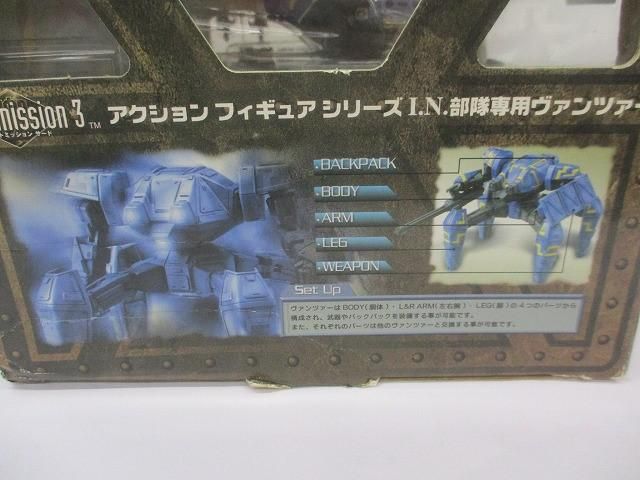 mission 3 TM
ミッション サード
アクション フィギュア シリーズ I.N.部隊専用ヴァンツァー
.BACKPACK
.BODY
.ARM
.LEG
.WEAPON
Set Up
ヴァンツァーは BODY(胴体)・L&R ARM(左右腕)・LEG(脚)の4つのパーツから
構成され、武器やバックパックを装備する事が可能です。
また、それぞれのパーツは他のヴァンツァーと交換する事が可能です。